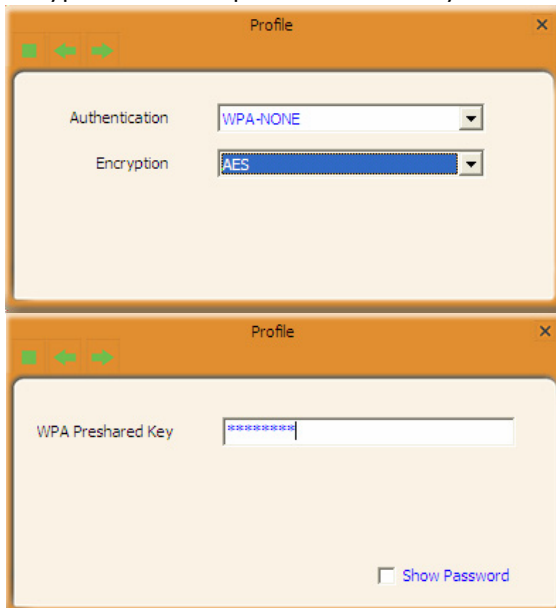 Profile
Authentication WPA-NONE
Encryption AES
Profile
WPA Preshared Key ********
Show Password